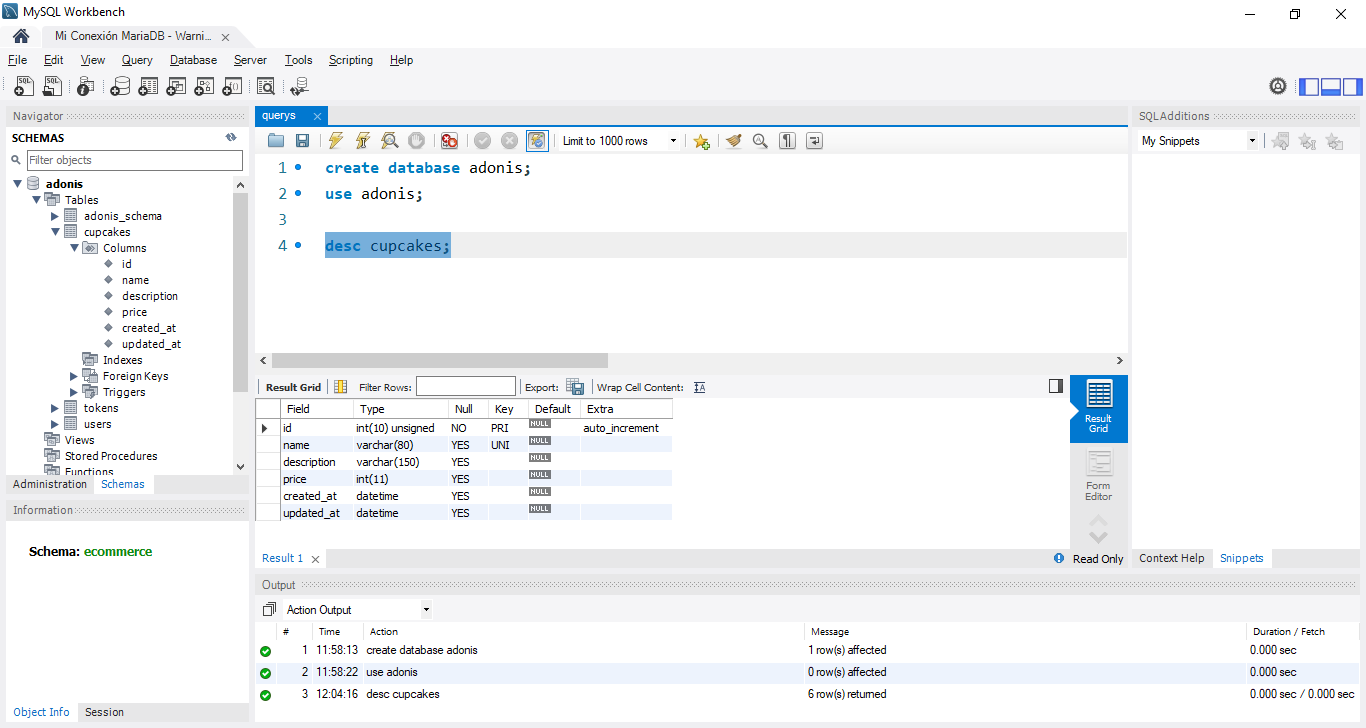 MySQL Workbench
Mi Conexión MariaDB - Warni...
File Edit View Query Database Server Tools Scripting Help
Navigator
SCHEMAS
Filter objects
adonis
Tables
adonis_schema
cupcakes
Columns
id
name
description
price
created_at
updated_at
Indexes
Foreign Keys
Triggers
tokens
users
Views
Stored Procedures
Functions
Administration Schemas
Information
Schema: ecommerce
Object Info Session
querys
Limit to 1000 rows
1 create database adonis;
2 use adonis;
3
4 desc cupcakes;
Result Grid Filter Rows: Export: Wrap Cell Content:
Field Type Null Key Default Extra
id int(10) unsigned NO PRI NULL auto_increment
name varchar(80) YES UNI NULL
description varchar(150) YES NULL
price int(11) YES NULL
created_at datetime YES NULL
updated_at datetime YES NULL
Result Grid
Form Editor
Result 1
Read Only
Output
Action Output
# Time Action Message Duration / Fetch
1 11:58:13 create database adonis 1 row(s) affected 0.000 sec
2 11:58:22 use adonis 0 row(s) affected 0.000 sec
3 12:04:16 desc cupcakes 6 row(s) returned 0.000 sec / 0.000 sec
SQLAdditions
My Snippets
Context Help Snippets